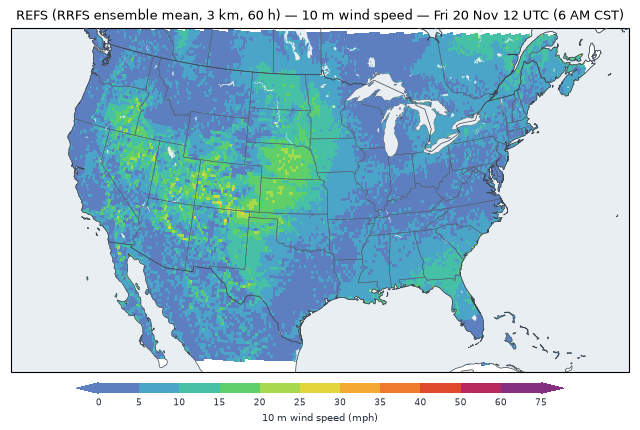 REFS (RRFS ensemble mean, 3 km, 60 h) — 10 m wind speed — Fri 20 Nov 12 UTC (6 AM CST)
0 5 10 15 20 25 30 35 40 50 60 75
10 m wind speed (mph)